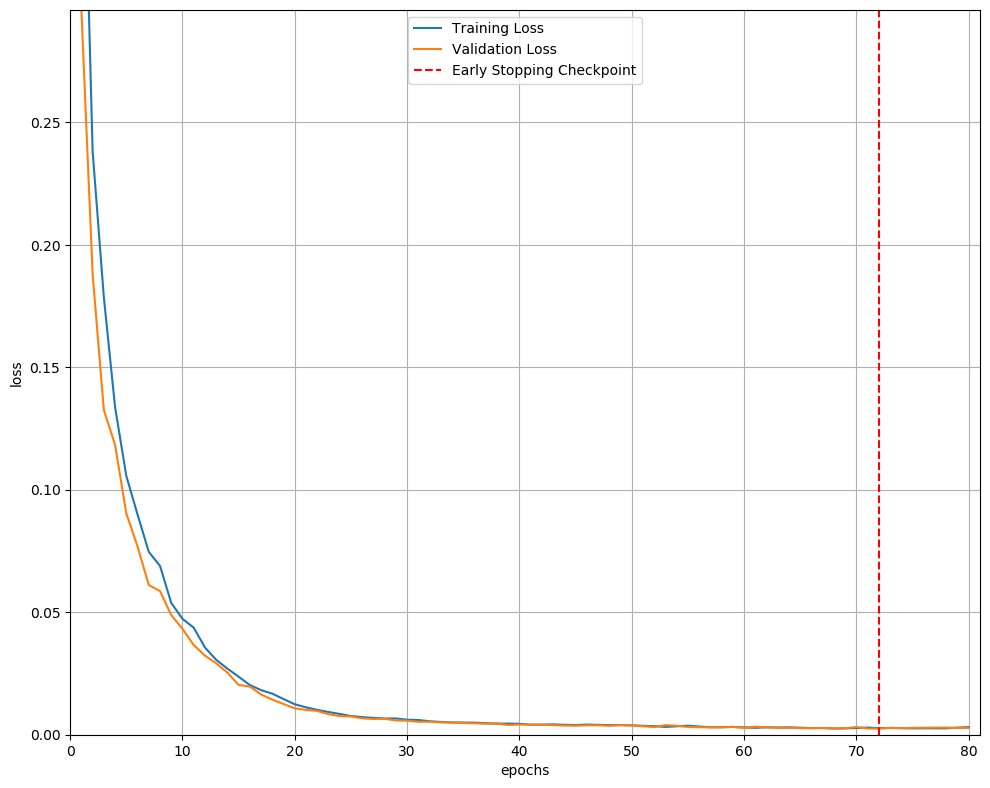 Training Loss
Validation Loss
Early Stopping Checkpoint
0.25
0.20
0.15
0.10
0.05
0.00
loss
0 10 20 30 40 50 60 70 80
epochs